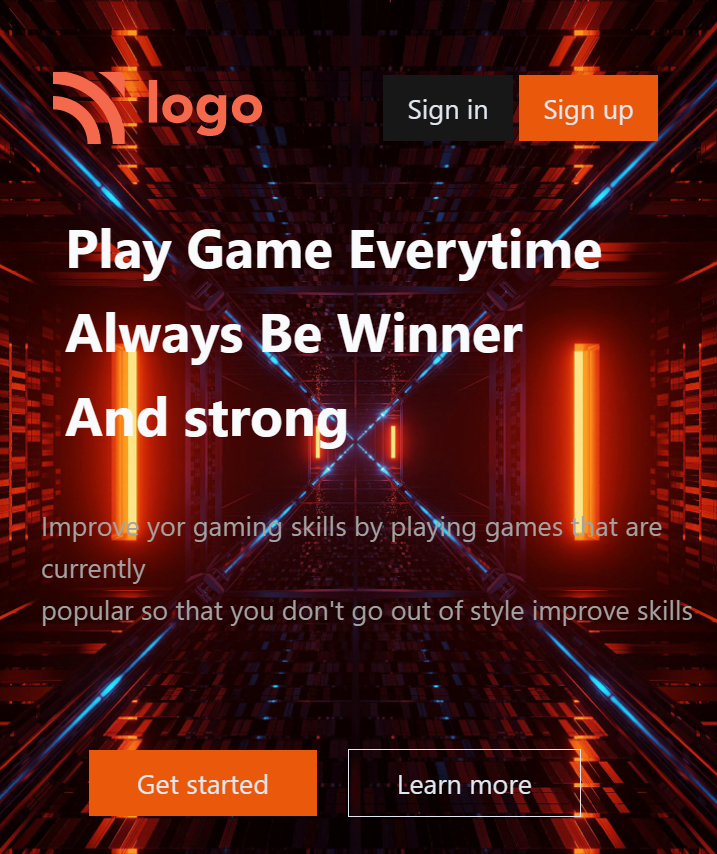 logo
Sign in
Sign up
Play Game Everytime
Always Be Winner
And strong
Improve yor gaming skills by playing games that are
currently
popular so that you don't go out of style improve skills
Get started
Learn more